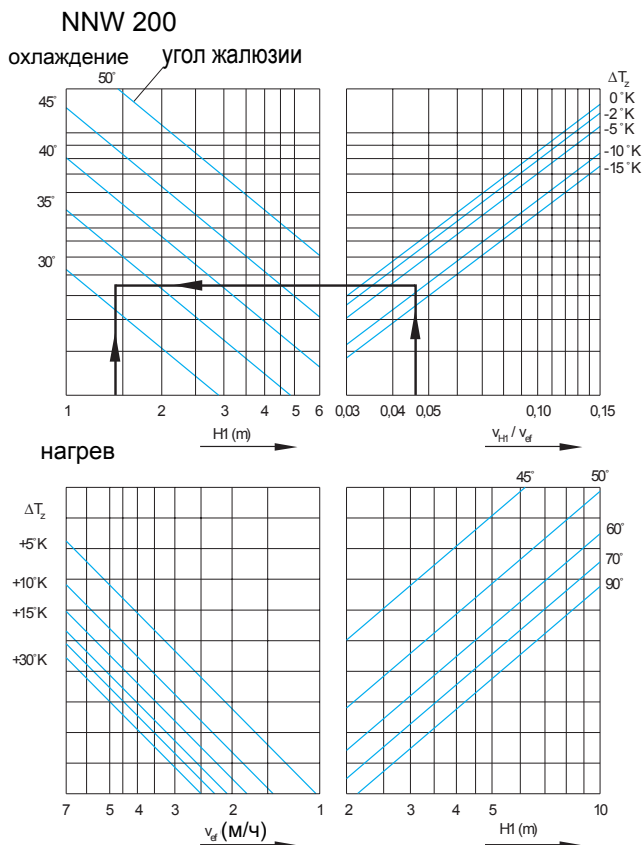 NNW 200
охлаждение
угол жалюзии
50°
45°
40°
35°
30°
ΔTz
0°K
-2°K
-5°K
-10°K
-15°K
1 2 3 4 5 6
H1 (m)
0,03 0,04 0,05 0,10 0,15
vH1 / vef
нагрев
ΔTz
+5°K
+10°K
+15°K
+30°K
45°
50°
60°
70°
90°
7 5 4 3 2 1
vef (м/ч)
2 3 4 5 10
H1 (m)